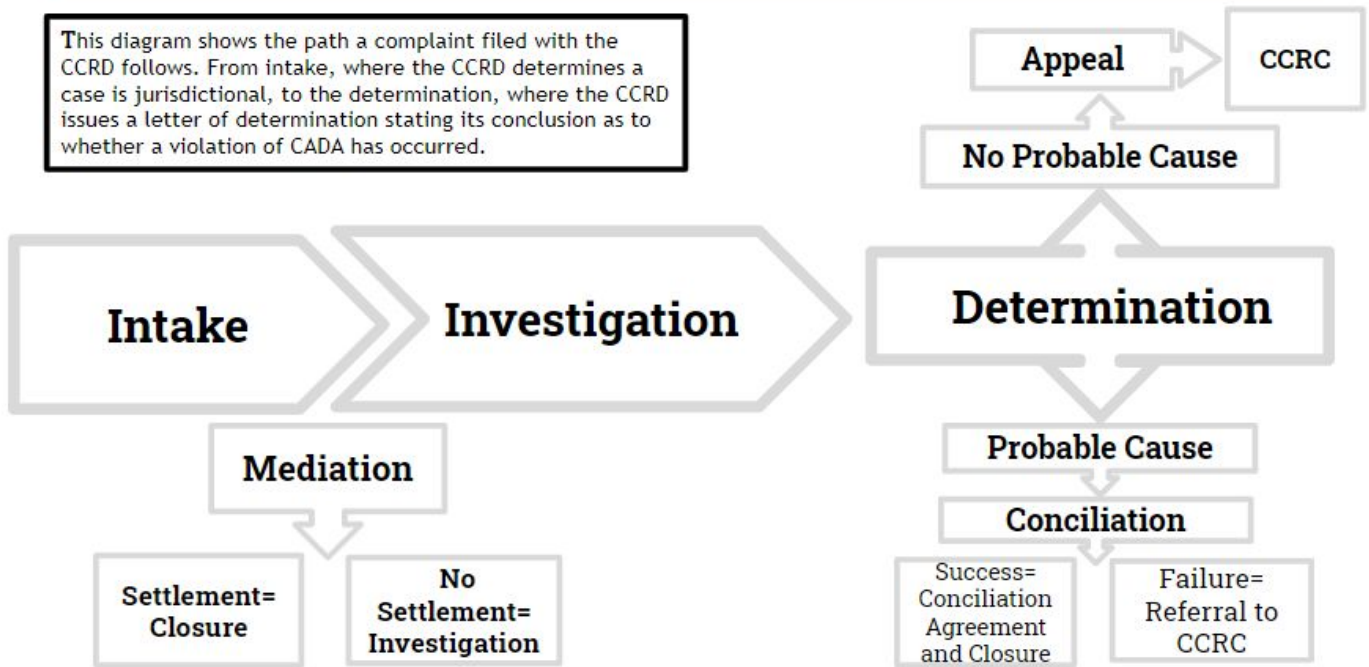 This diagram shows the path a complaint filed with the
CCRD follows. From intake, where the CCRD determines a
case is jurisdictional, to the determination, where the CCRD
issues a letter of determination stating its conclusion as to
whether a violation of CADA has occurred.
Appeal
CCRC
No Probable Cause
Intake
Investigation
Determination
Mediation
Settlement=
Closure
No
Settlement=
Investigation
Probable Cause
Conciliation
Success=
Conciliation
Agreement
and Closure
Failure=
Referral to
CCRC